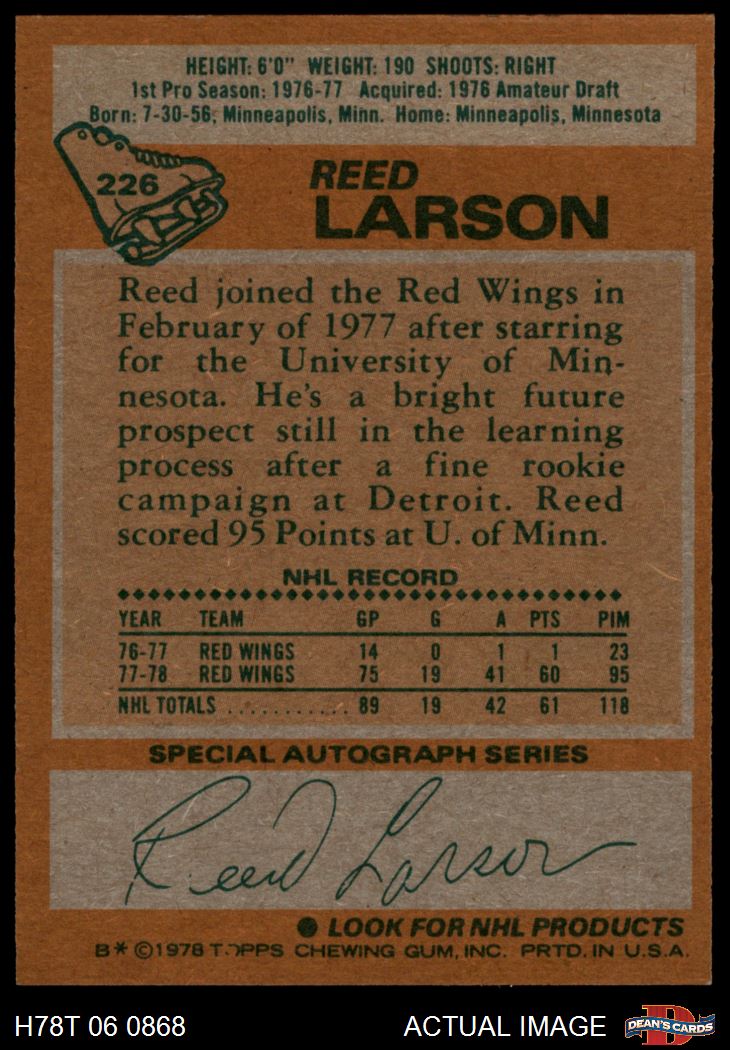 HEIGHT: 6'0" WEIGHT: 190 SHOOTS: RIGHT
1st Pro Season: 1976-77 Acquired: 1976 Amateur Draft
Born: 7-30-56, Minneapolis, Minn. Home: Minneapolis, Minnesota
226
REED
LARSON
Reed joined the Red Wings in
February of 1977 after starring
for the University of Min-
nesota. He's a bright future
prospect still in the learning
process after a fine rookie
campaign at Detroit. Reed
scored 95 Points at U. of Minn.
NHL RECORD
YEAR TEAM GP G A PTS PIM
76-77 RED WINGS 14 0 1 1 23
77-78 RED WINGS 75 19 41 60 95
NHL TOTALS ........... 89 19 42 61 118
SPECIAL AUTOGRAPH SERIES
Reed Larson
● LOOK FOR NHL PRODUCTS
B* ©1978 TOPPS CHEWING GUM, INC. PRTD. IN U.S.A.
H78T 06 0868 ACTUAL IMAGE D DEAN'S CARDS